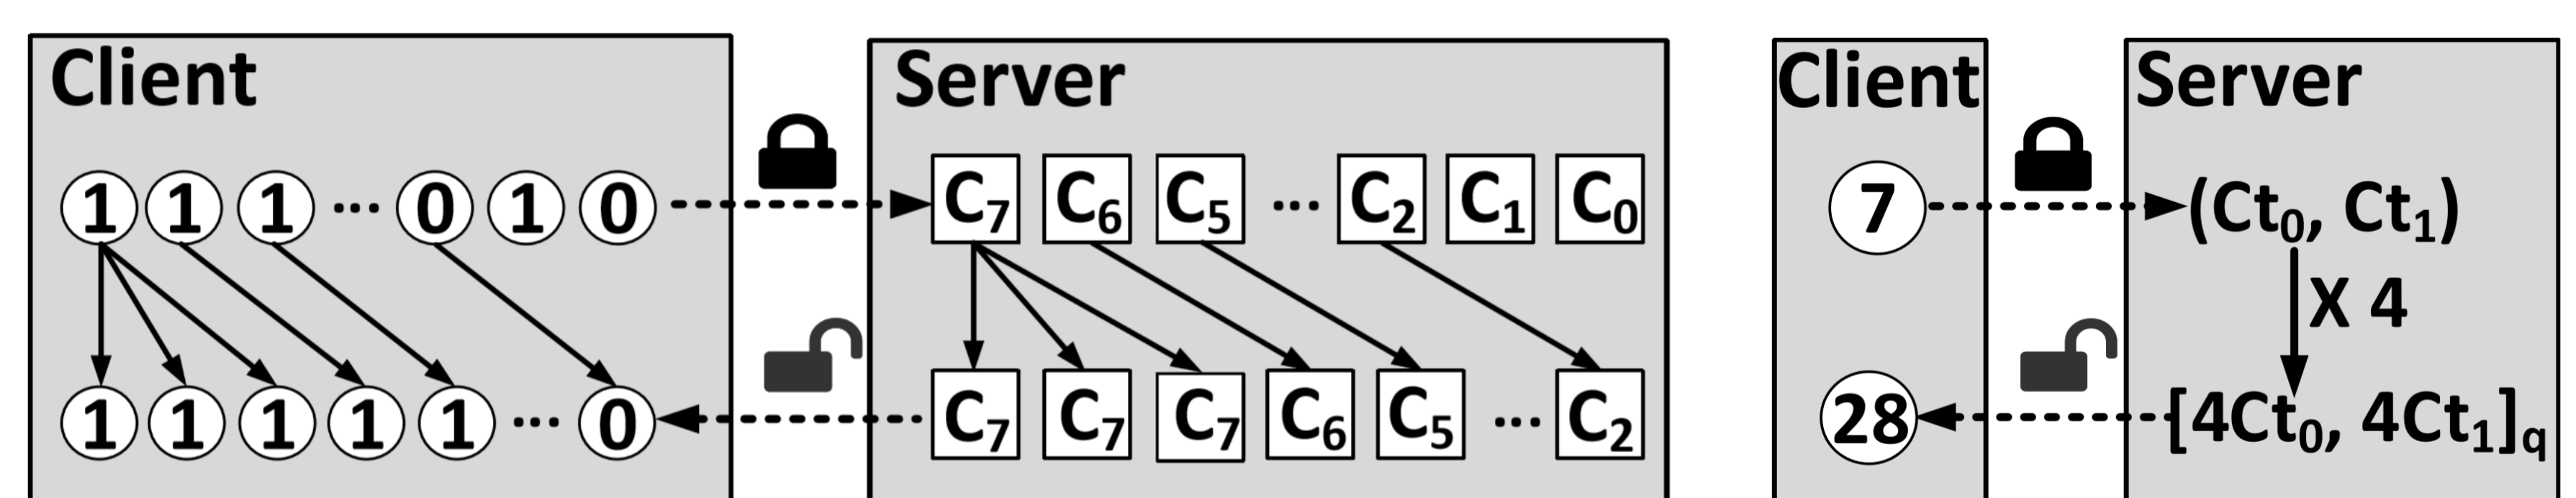 Client
Server
Client
Server
1 1 1 ... 0 1 0
C7 C6 C5 ... C2 C1 C0
7
(Ct0, Ct1)
X 4
1 1 1 1 1 ... 0
C7 C7 C7 C6 C5 ... C2
28
[4Ct0, 4Ct1]q